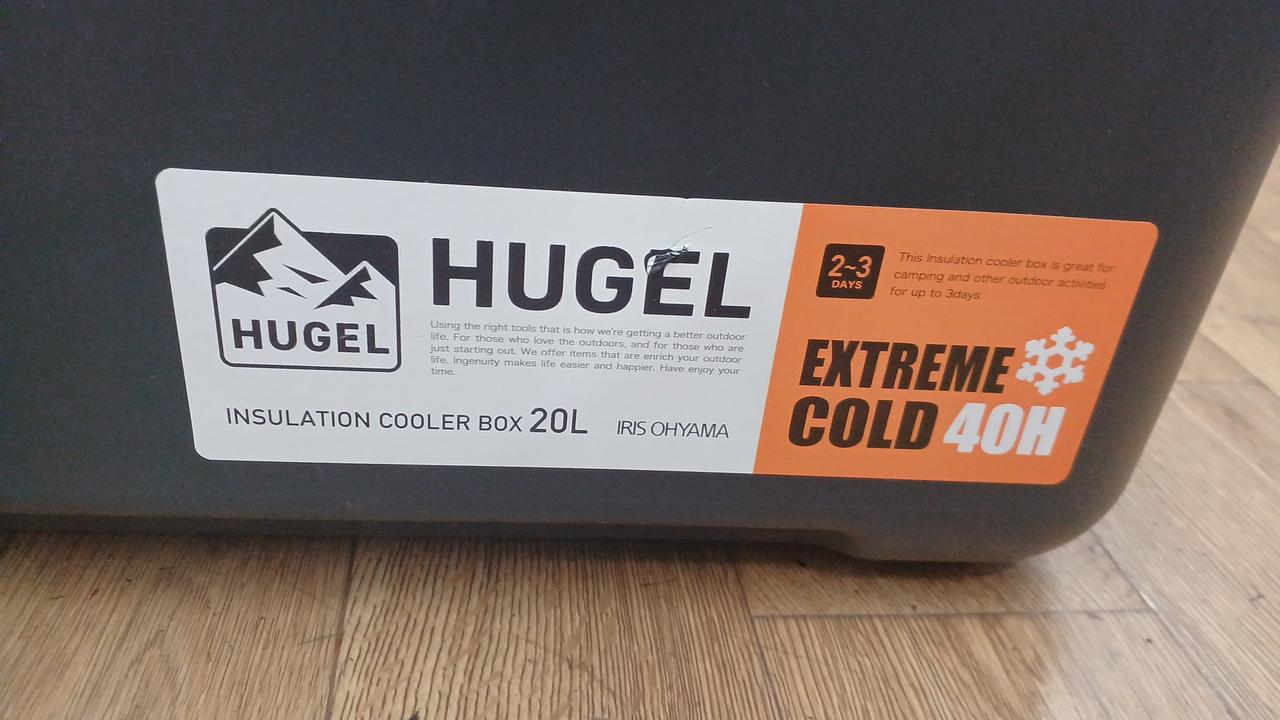 HUGEL
HUGEL
Using the right tools that is how we're getting a better outdoor
life. For those who love the outdoors, and for those who are
just starting out. We offer items that are enrich your outdoor
life. Ingenuity makes life easier and happier. Have enjoy your
time.
INSULATION COOLER BOX 20L
IRIS OHYAMA
2~3
DAYS
This Insulation cooler box is great for
camping and other outdoor activities
for up to 3days.
EXTREME
COLD 40H